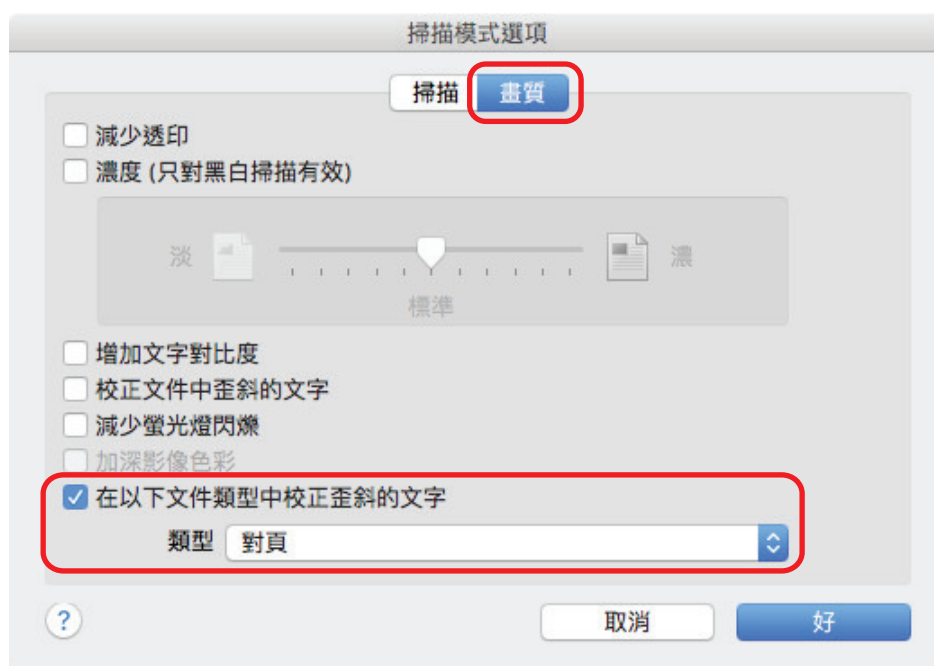 掃描模式選項
掃描 畫質
減少透印
濃度 (只對黑白掃描有效)
淡 濃
標準
增加文字對比度
校正文件中歪斜的文字
減少螢光燈閃爍
加深影像色彩
在以下文件類型中校正歪斜的文字
類型 對頁
? 取消 好